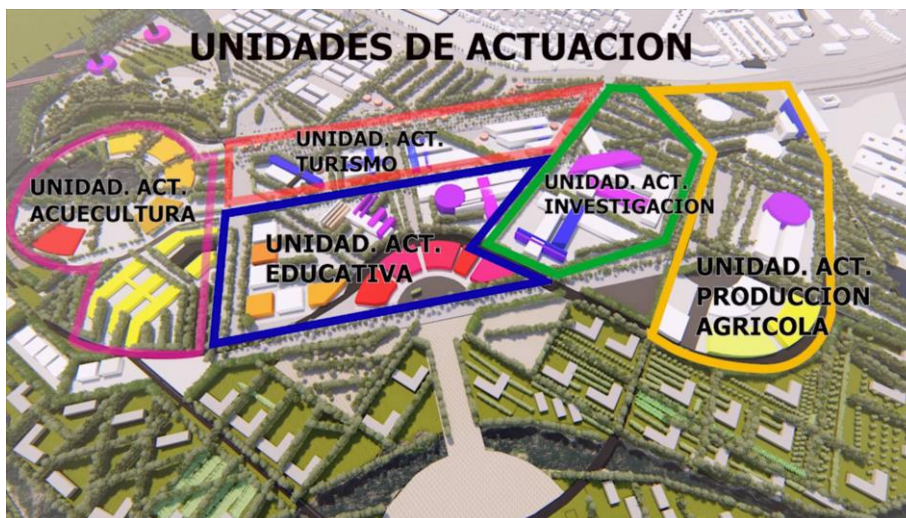 UNIDADES DE ACTUACION
UNIDAD. ACT.
TURISMO
UNIDAD. ACT.
ACUECULTURA
UNIDAD. ACT.
INVESTIGACION
UNIDAD. ACT.
EDUCATIVA
UNIDAD. ACT.
PRODUCCION
AGRICOLA